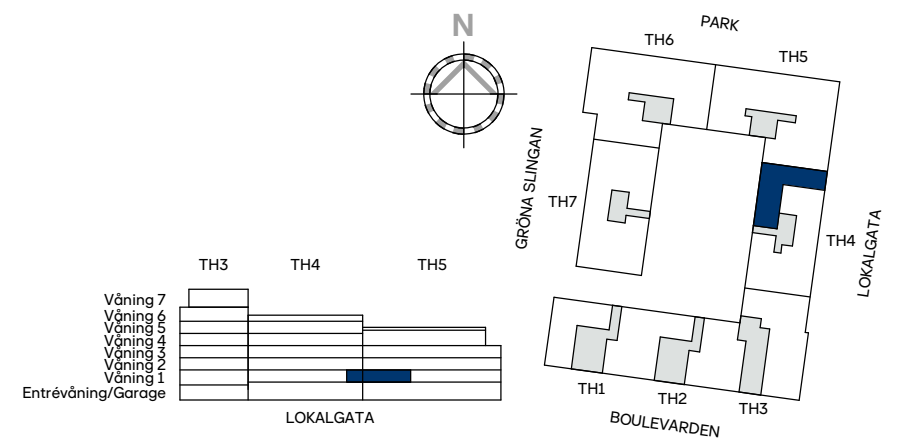 N
PARK
TH6
TH5
GRÖNA SLINGAN
TH7
TH4
LOKALGATA
TH1
TH2
TH3
BOULEVARDEN
TH3 TH4 TH5
Våning 7
Våning 6
Våning 5
Våning 4
Våning 3
Våning 2
Våning 1
Entrévåning/Garage
LOKALGATA